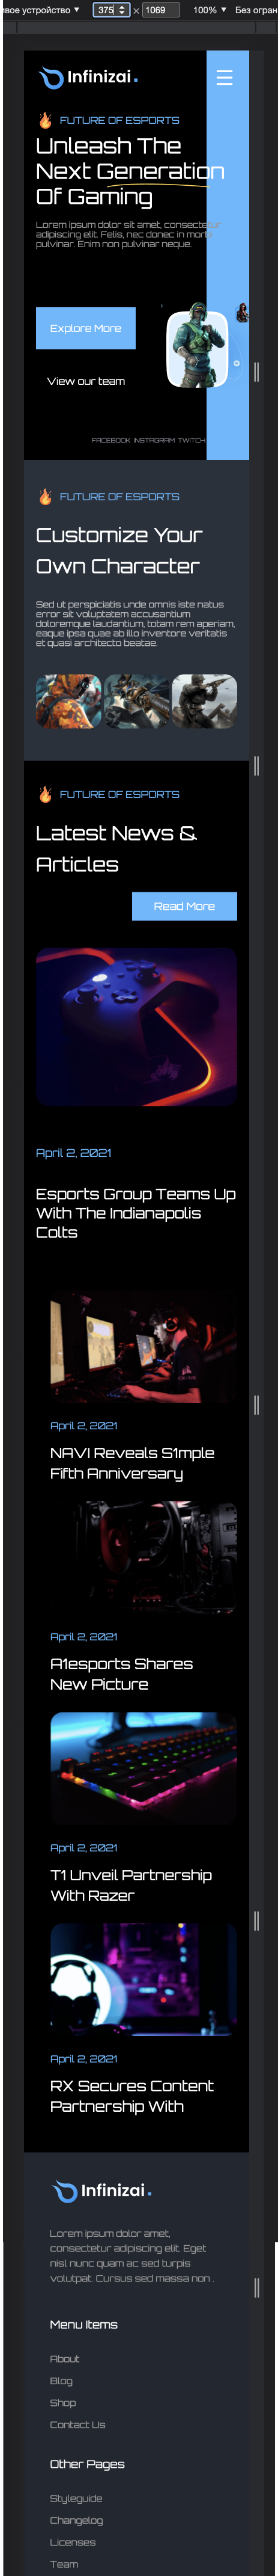 ивое устройство ▼ 375 × 1069 100% ▼ Без огран
Infinizai.
FUTURE OF ESPORTS
Unleash The
Next Generation
Of Gaming
Lorem ipsum dolor sit amet, consectetur
adipiscing elit. Felis, nec donec in morbi
pulvinar. Enim non pulvinar neque.
Explore More
View our team
FACEBOOK INSTAGRAM TWITCH
FUTURE OF ESPORTS
Customize Your
Own Character
Sed ut perspiciatis unde omnis iste natus
error sit voluptatem accusantium
doloremque laudantium, totam rem aperiam,
eaque ipsa quae ab illo inventore veritatis
et quasi architecto beatae.
FUTURE OF ESPORTS
Latest News &
Articles
Read More
April 2, 2021
Esports Group Teams Up
With The Indianapolis
Colts
April 2, 2021
NAVI Reveals S1mple
Fifth Anniversary
April 2, 2021
A1esports Shares
New Picture
April 2, 2021
T1 Unveil Partnership
With Razer
April 2, 2021
RX Secures Content
Partnership With
Infinizai.
Lorem ipsum dolor amet,
consectetur adipiscing elit. Eget
nisl nunc quam ac sed turpis
volutpat. Cursus sed massa non .
Menu Items
About
Blog
Shop
Contact Us
Other Pages
Styleguide
Changelog
Licenses
Team